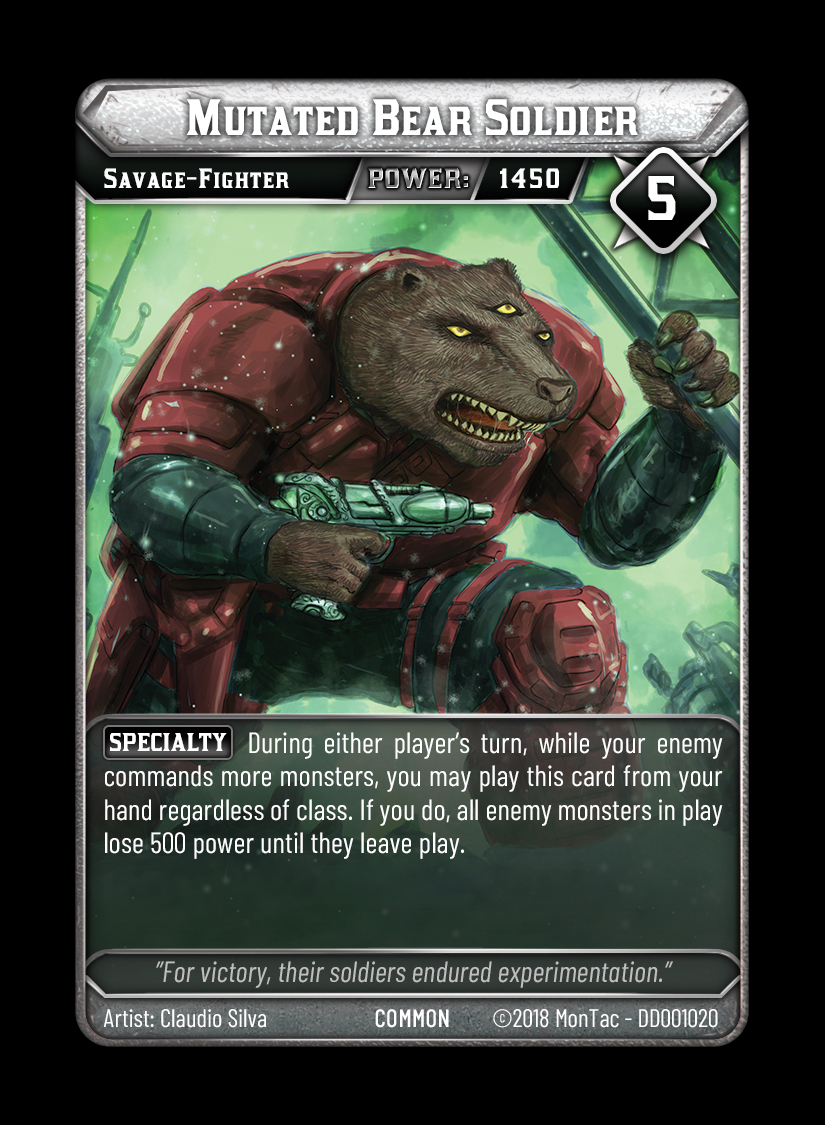 Mutated Bear Soldier
Savage-Fighter POWER: 1450 5
SPECIALTY During either player's turn, while your enemy
commands more monsters, you may play this card from your
hand regardless of class. If you do, all enemy monsters in play
lose 500 power until they leave play.
"For victory, their soldiers endured experimentation."
Artist: Claudio Silva COMMON ©2018 MonTac - DD001020